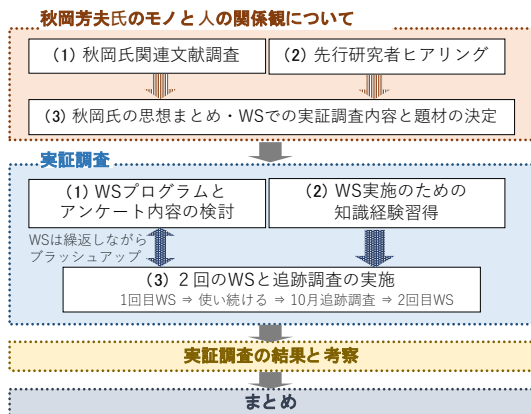 秋岡芳夫氏のモノと人の関係観について
(1) 秋岡氏関連文献調査
(2) 先行研究者ヒアリング
(3) 秋岡氏の思想まとめ・WSでの実証調査内容と題材の決定
実証調査
(1) WSプログラムと
アンケート内容の検討
(2) WS実施のための
知識経験習得
WSは繰返しながら
ブラッシュアップ
(3) 2回のWSと追跡調査の実施
1回目WS ⇒ 使い続ける ⇒ 10月追跡調査 ⇒ 2回目WS
実証調査の結果と考察
まとめ